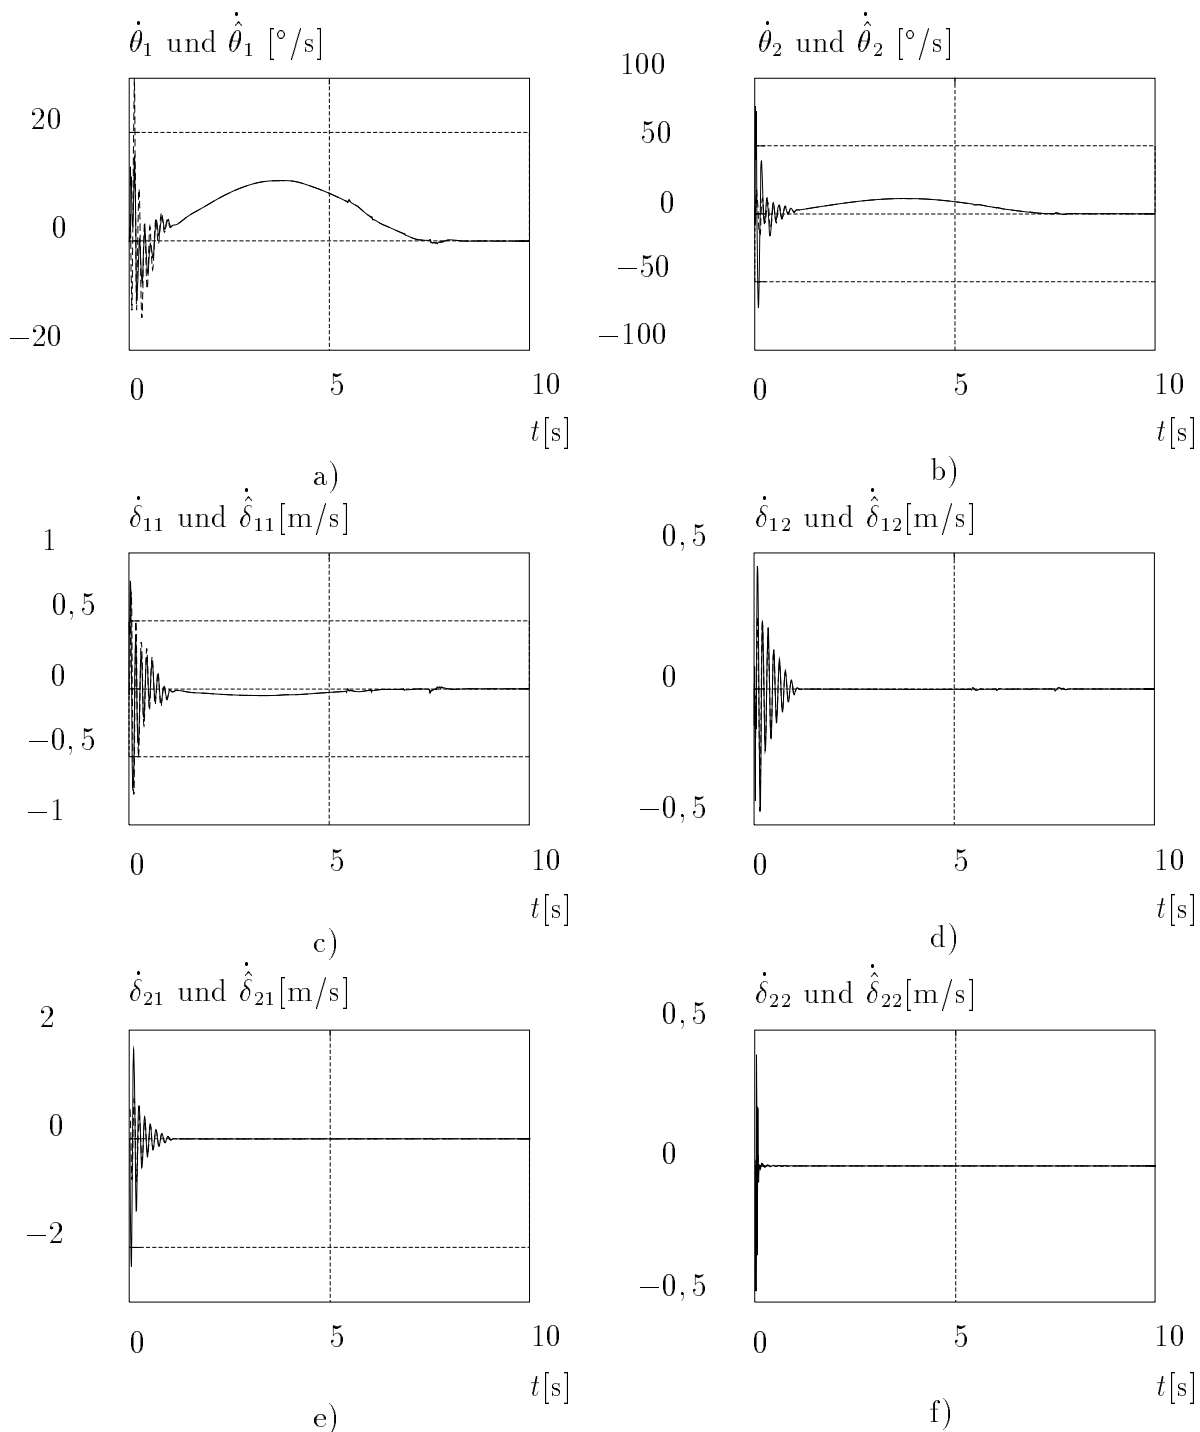 θ̇₁ und θ̂̇₁ [°/s]
20
0
−20
0
5
10
t[s]
a)
θ̇₂ und θ̂̇₂ [°/s]
100
50
0
−50
−100
0
5
10
t[s]
b)
δ̇₁₁ und δ̂̇₁₁[m/s]
1
0,5
0
−0,5
−1
0
5
10
t[s]
c)
δ̇₁₂ und δ̂̇₁₂[m/s]
0,5
0
−0,5
0
5
10
t[s]
d)
δ̇₂₁ und δ̂̇₂₁[m/s]
2
0
−2
0
5
10
t[s]
e)
δ̇₂₂ und δ̂̇₂₂[m/s]
0,5
0
−0,5
0
5
10
t[s]
f)